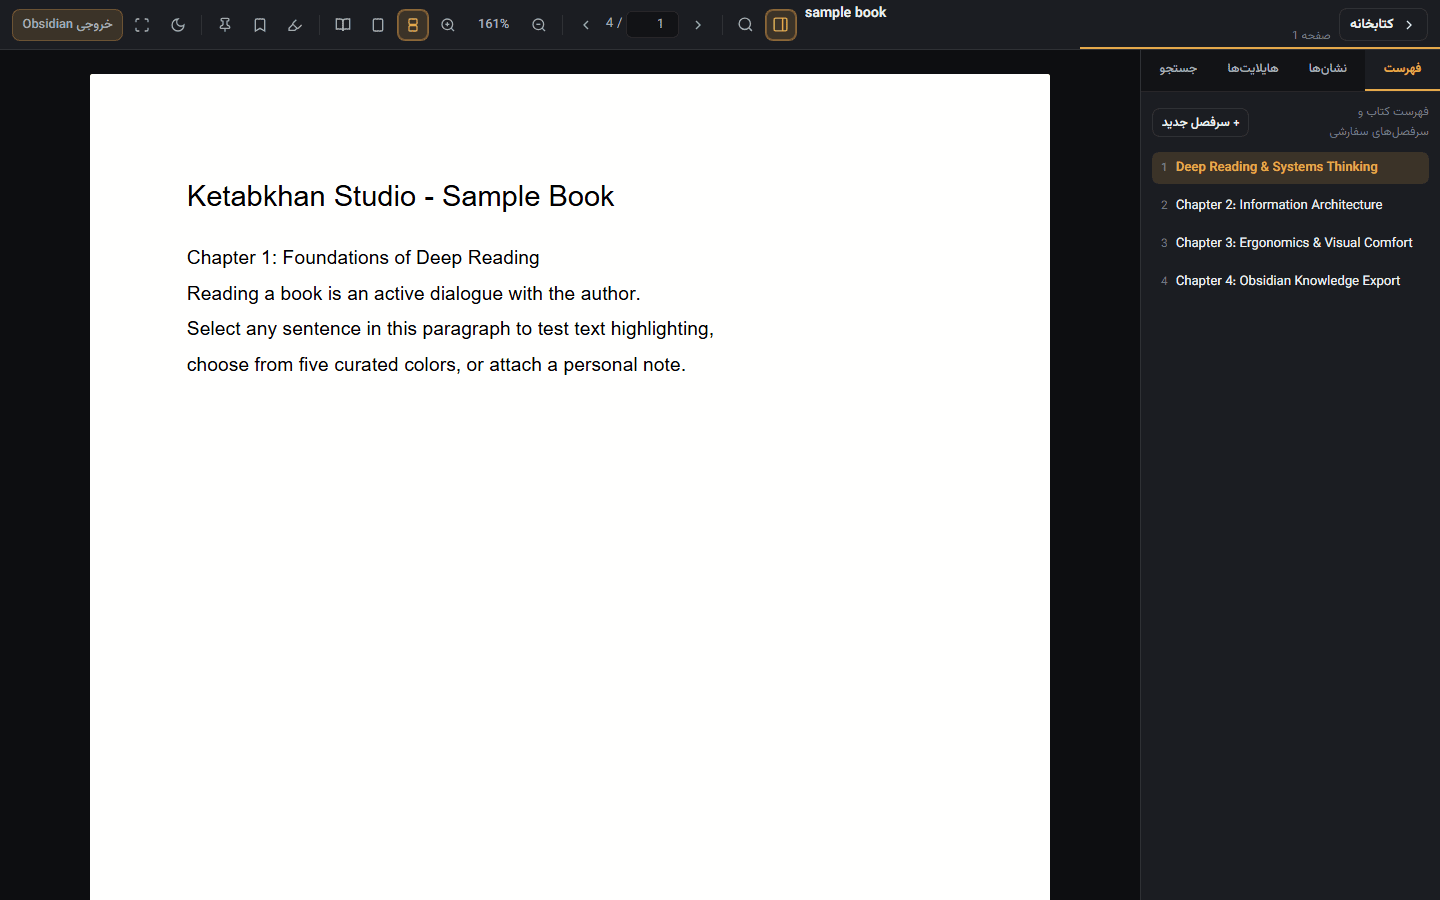 کتابخانه
صفحه 1
sample book
1 / 4
161%
خروجی Obsidian
فهرست
نشان‌ها
هایلایت‌ها
جستجو
فهرست کتاب و
سرفصل‌های سفارشی
+ سرفصل جدید
1 Deep Reading & Systems Thinking
2 Chapter 2: Information Architecture
3 Chapter 3: Ergonomics & Visual Comfort
4 Chapter 4: Obsidian Knowledge Export
Ketabkhan Studio - Sample Book
Chapter 1: Foundations of Deep Reading
Reading a book is an active dialogue with the author.
Select any sentence in this paragraph to test text highlighting,
choose from five curated colors, or attach a personal note.